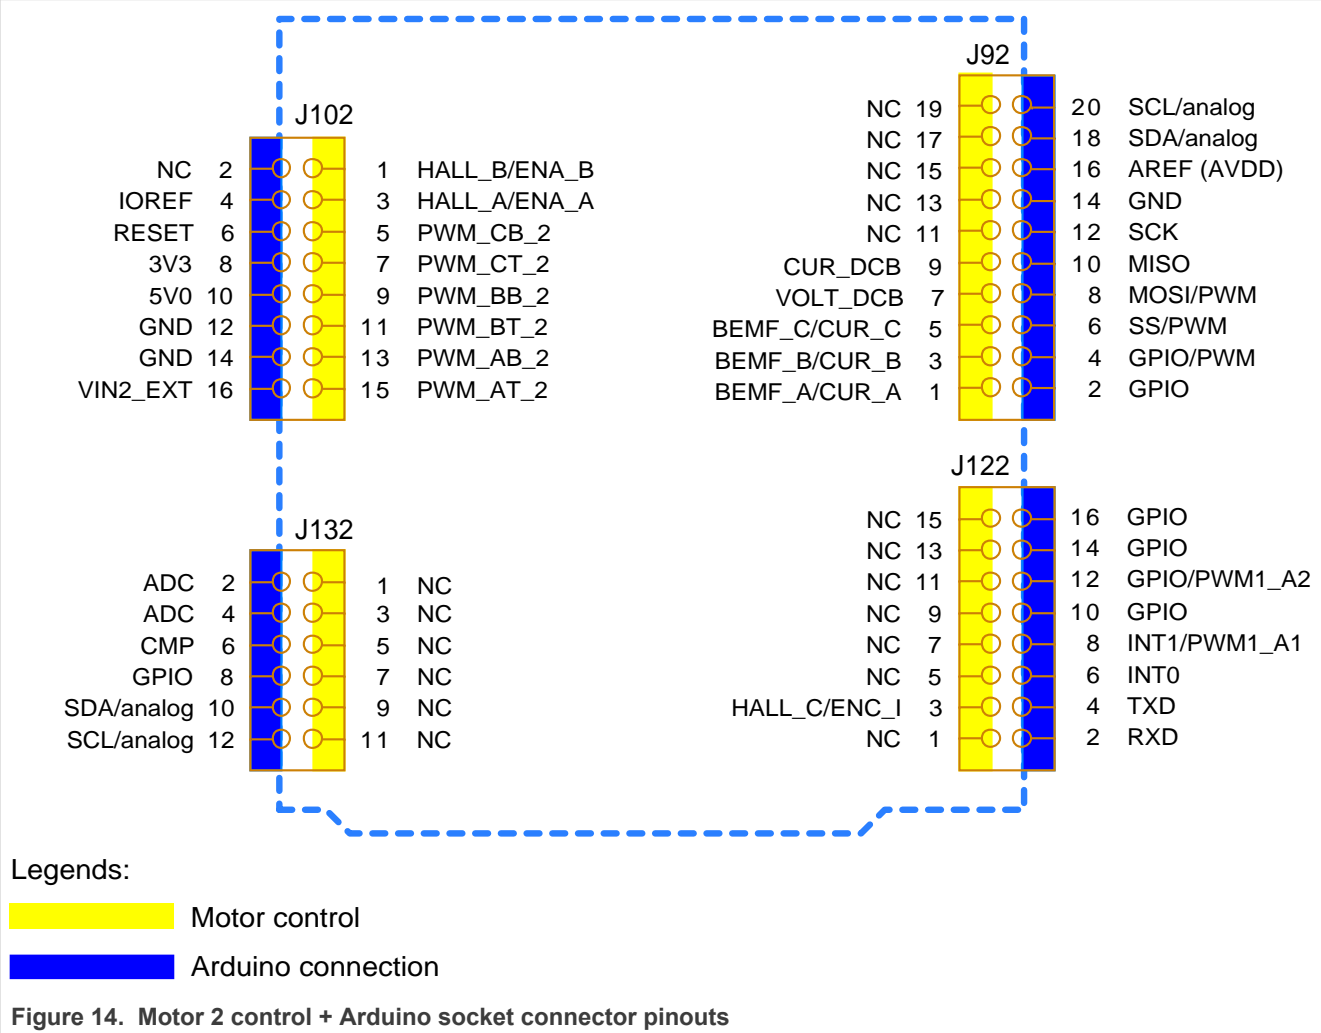 J102
NC 2 1 HALL_B/ENA_B
IOREF 4 3 HALL_A/ENA_A
RESET 6 5 PWM_CB_2
3V3 8 7 PWM_CT_2
5V0 10 9 PWM_BB_2
GND 12 11 PWM_BT_2
GND 14 13 PWM_AB_2
VIN2_EXT 16 15 PWM_AT_2
J92
NC 19 20 SCL/analog
NC 17 18 SDA/analog
NC 15 16 AREF (AVDD)
NC 13 14 GND
NC 11 12 SCK
CUR_DCB 9 10 MISO
VOLT_DCB 7 8 MOSI/PWM
BEMF_C/CUR_C 5 6 SS/PWM
BEMF_B/CUR_B 3 4 GPIO/PWM
BEMF_A/CUR_A 1 2 GPIO
J132
ADC 2 1 NC
ADC 4 3 NC
CMP 6 5 NC
GPIO 8 7 NC
SDA/analog 10 9 NC
SCL/analog 12 11 NC
J122
NC 15 16 GPIO
NC 13 14 GPIO
NC 11 12 GPIO/PWM1_A2
NC 9 10 GPIO
NC 7 8 INT1/PWM1_A1
NC 5 6 INT0
HALL_C/ENC_I 3 4 TXD
NC 1 2 RXD
Legends:
Motor control
Arduino connection
Figure 14. Motor 2 control + Arduino socket connector pinouts